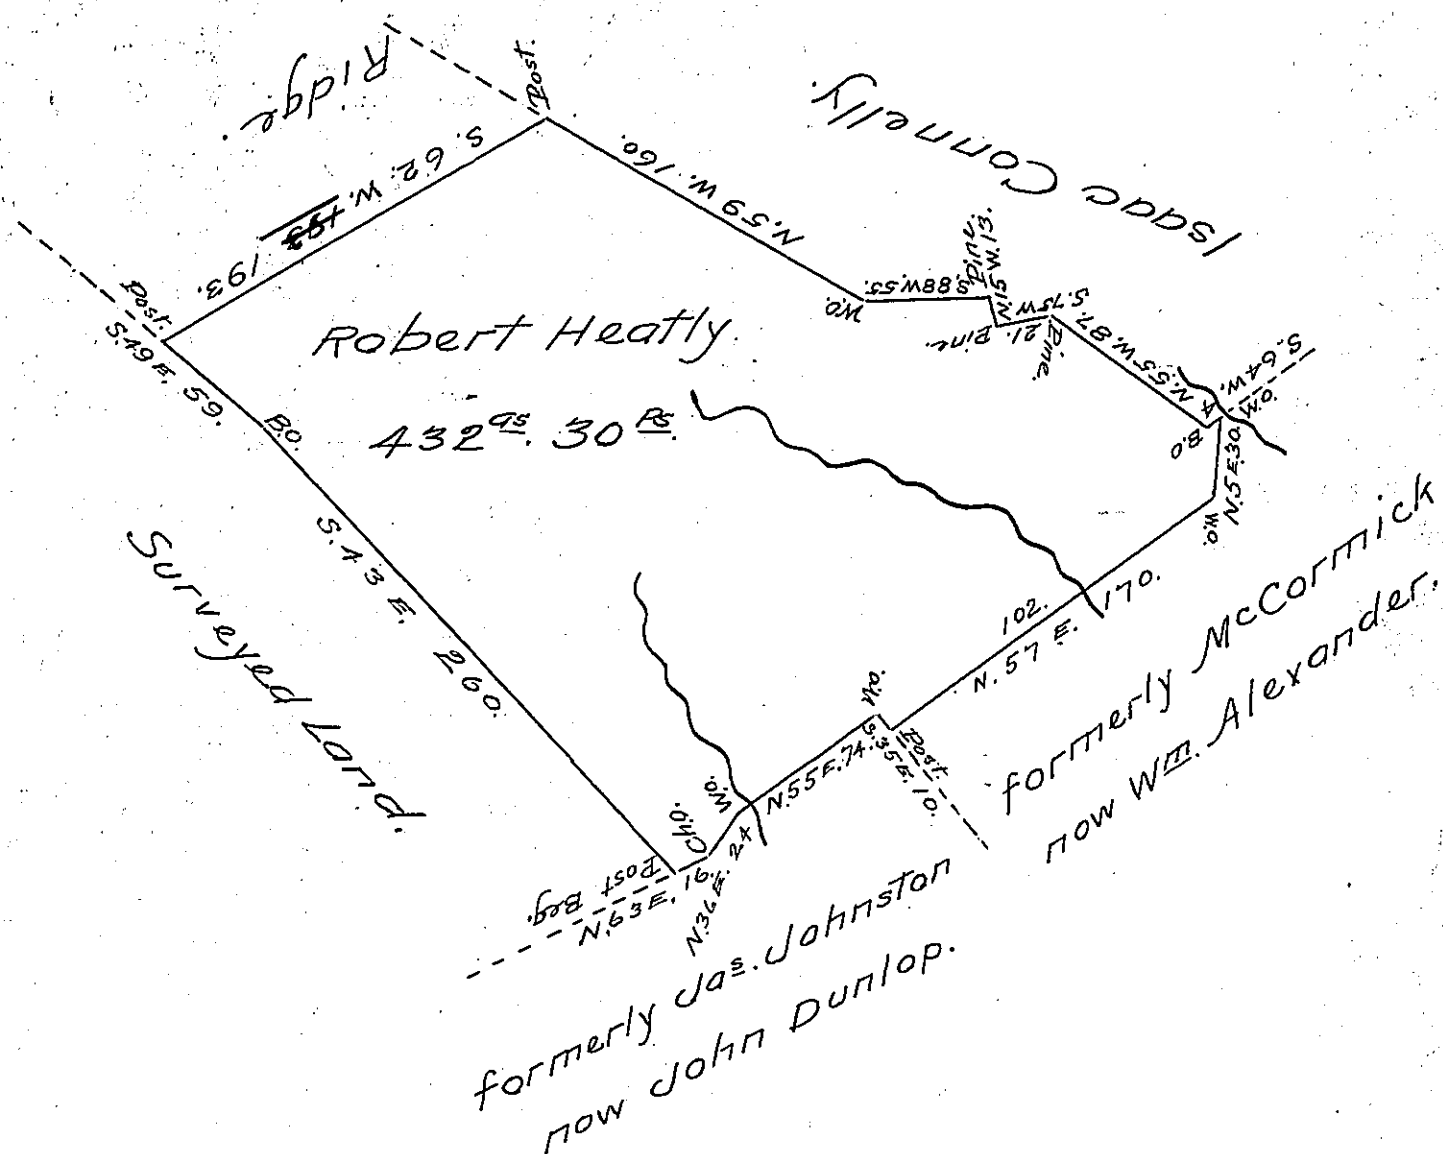 Ridge.
Post.
Isaac Connelly.
S. 62. W. 193. 193.
N. 59 W. 160.
W.O.
S. 88 W. 55.
Pine.
N. 15 W. 13.
Pine.
S. 75 W
21.
Pine.
N. 55 W. 87.
S. 64 W.
4
W.O.
B.O
N. 5 E. 30.
W.O.
Post.
S. 49 E. 59.
B.O.
Robert Heatly.
432 as. 30 Ps.
S. 43 E. 260.
Surveyed Land.
102.
N. 57 E. 170.
formerly McCormick
now Wm. Alexander.
Post.
S. 35 E. 10.
N. 55 E. 74.
W.O.
Ch.O.
N. 36 E. 24
Post Beg.
N. 63 E. 16.
formerly Jas. Johnston
now John Dunlop.